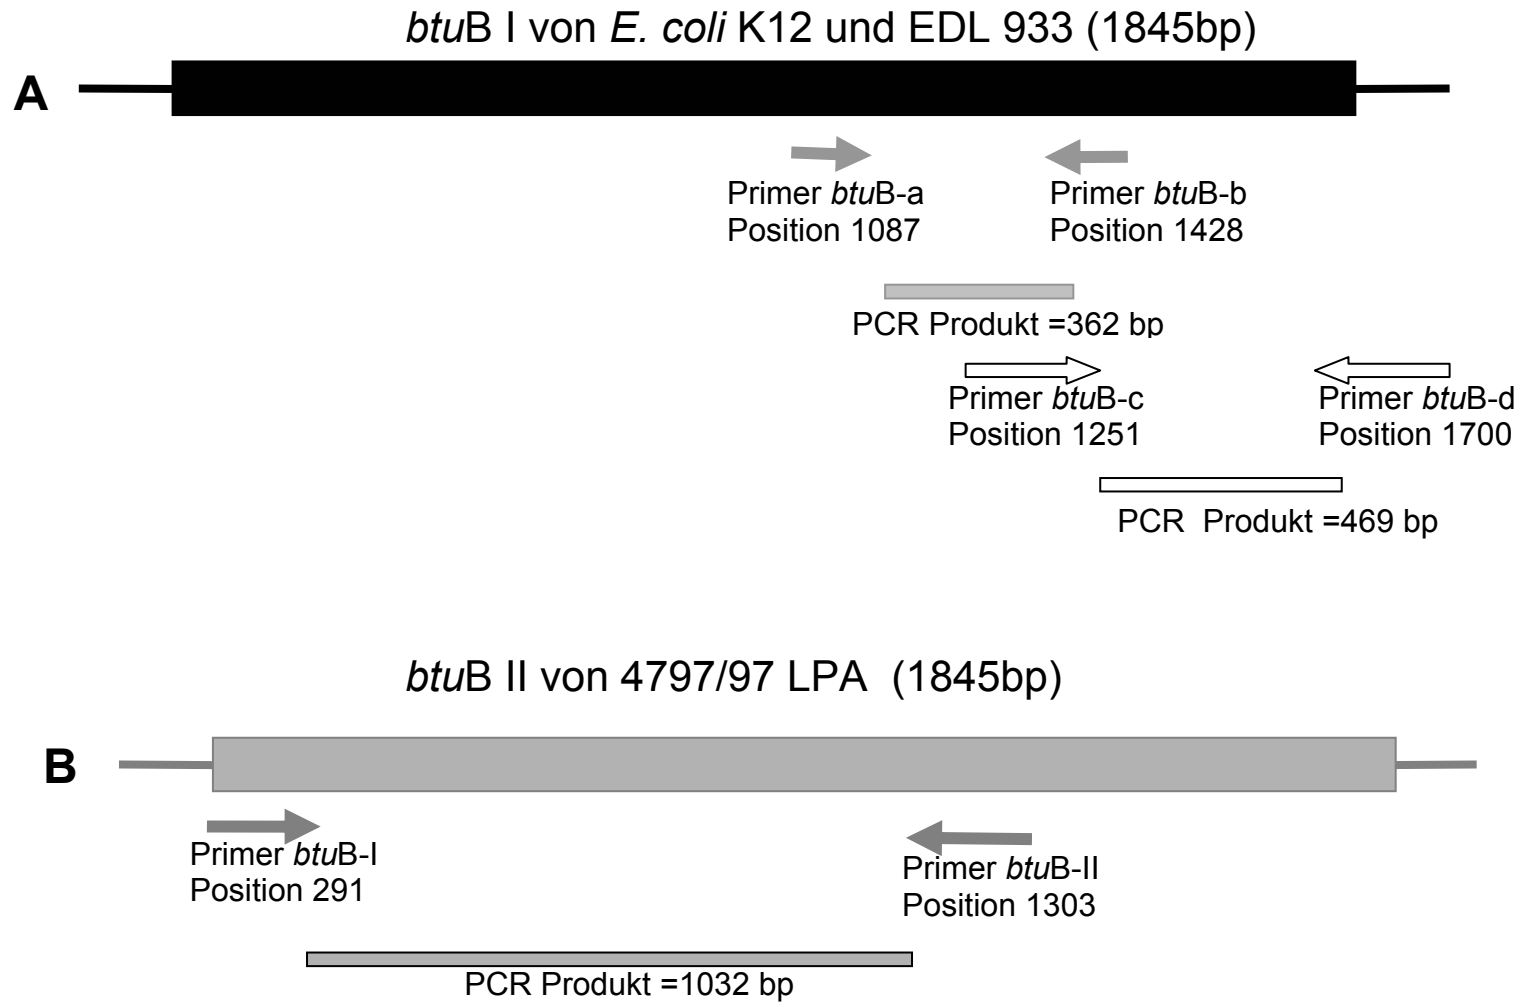 btuB I von E. coli K12 und EDL 933 (1845bp)
A
Primer btuB-a
Position 1087
Primer btuB-b
Position 1428
PCR Produkt =362 bp
Primer btuB-c
Position 1251
Primer btuB-d
Position 1700
PCR Produkt =469 bp
btuB II von 4797/97 LPA (1845bp)
B
Primer btuB-I
Position 291
Primer btuB-II
Position 1303
PCR Produkt =1032 bp